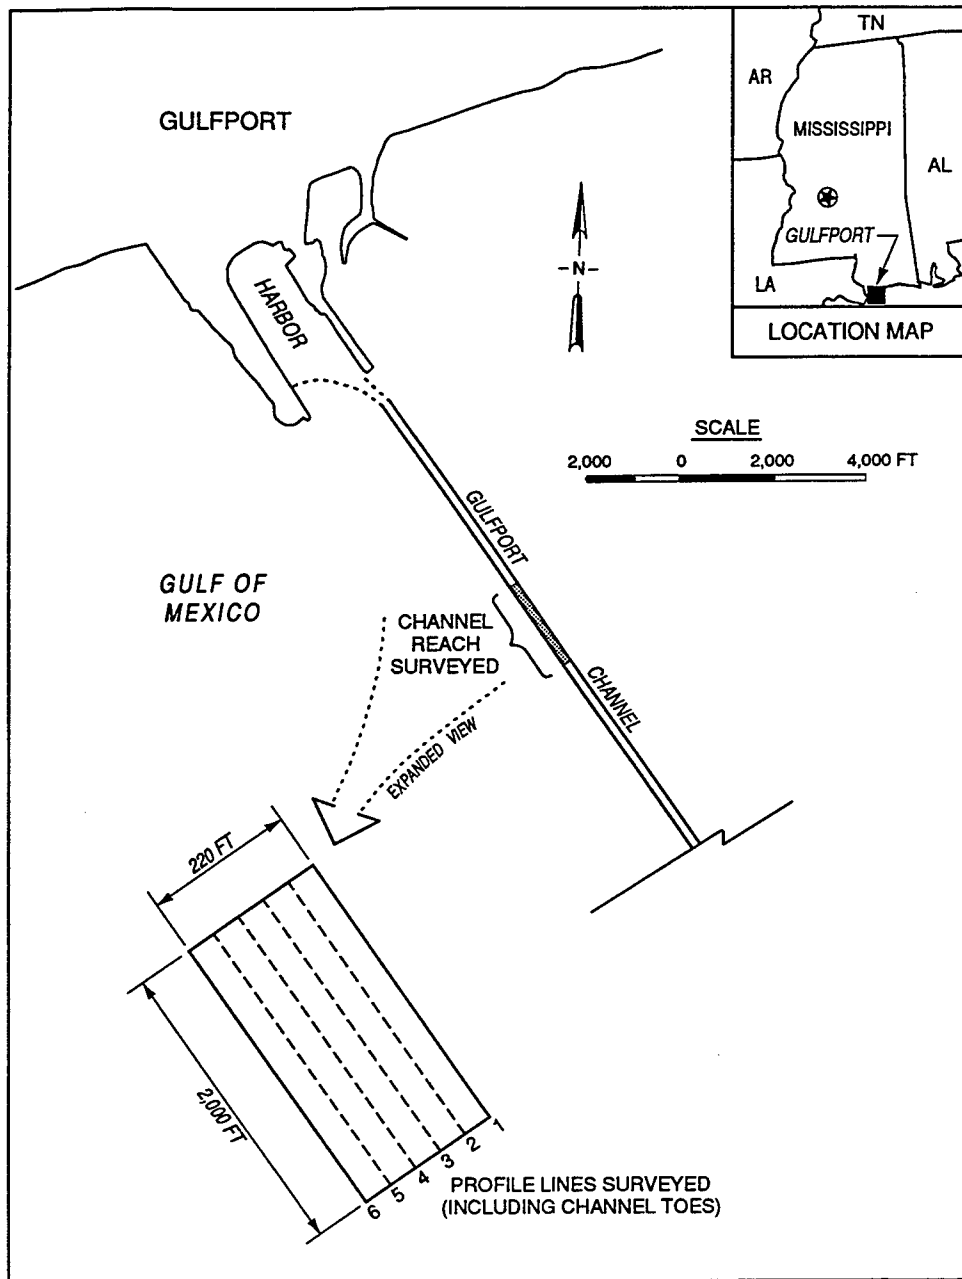 GULFPORT
HARBOR
-N-
TN
AR
MISSISSIPPI
AL
GULFPORT
LA
LOCATION MAP
SCALE
2,000 0 2,000 4,000 FT
GULFPORT
CHANNEL
GULF OF
MEXICO
CHANNEL
REACH
SURVEYED
EXPANDED VIEW
220 FT
2,000 FT
1
2
3
4
5
6
PROFILE LINES SURVEYED
(INCLUDING CHANNEL TOES)